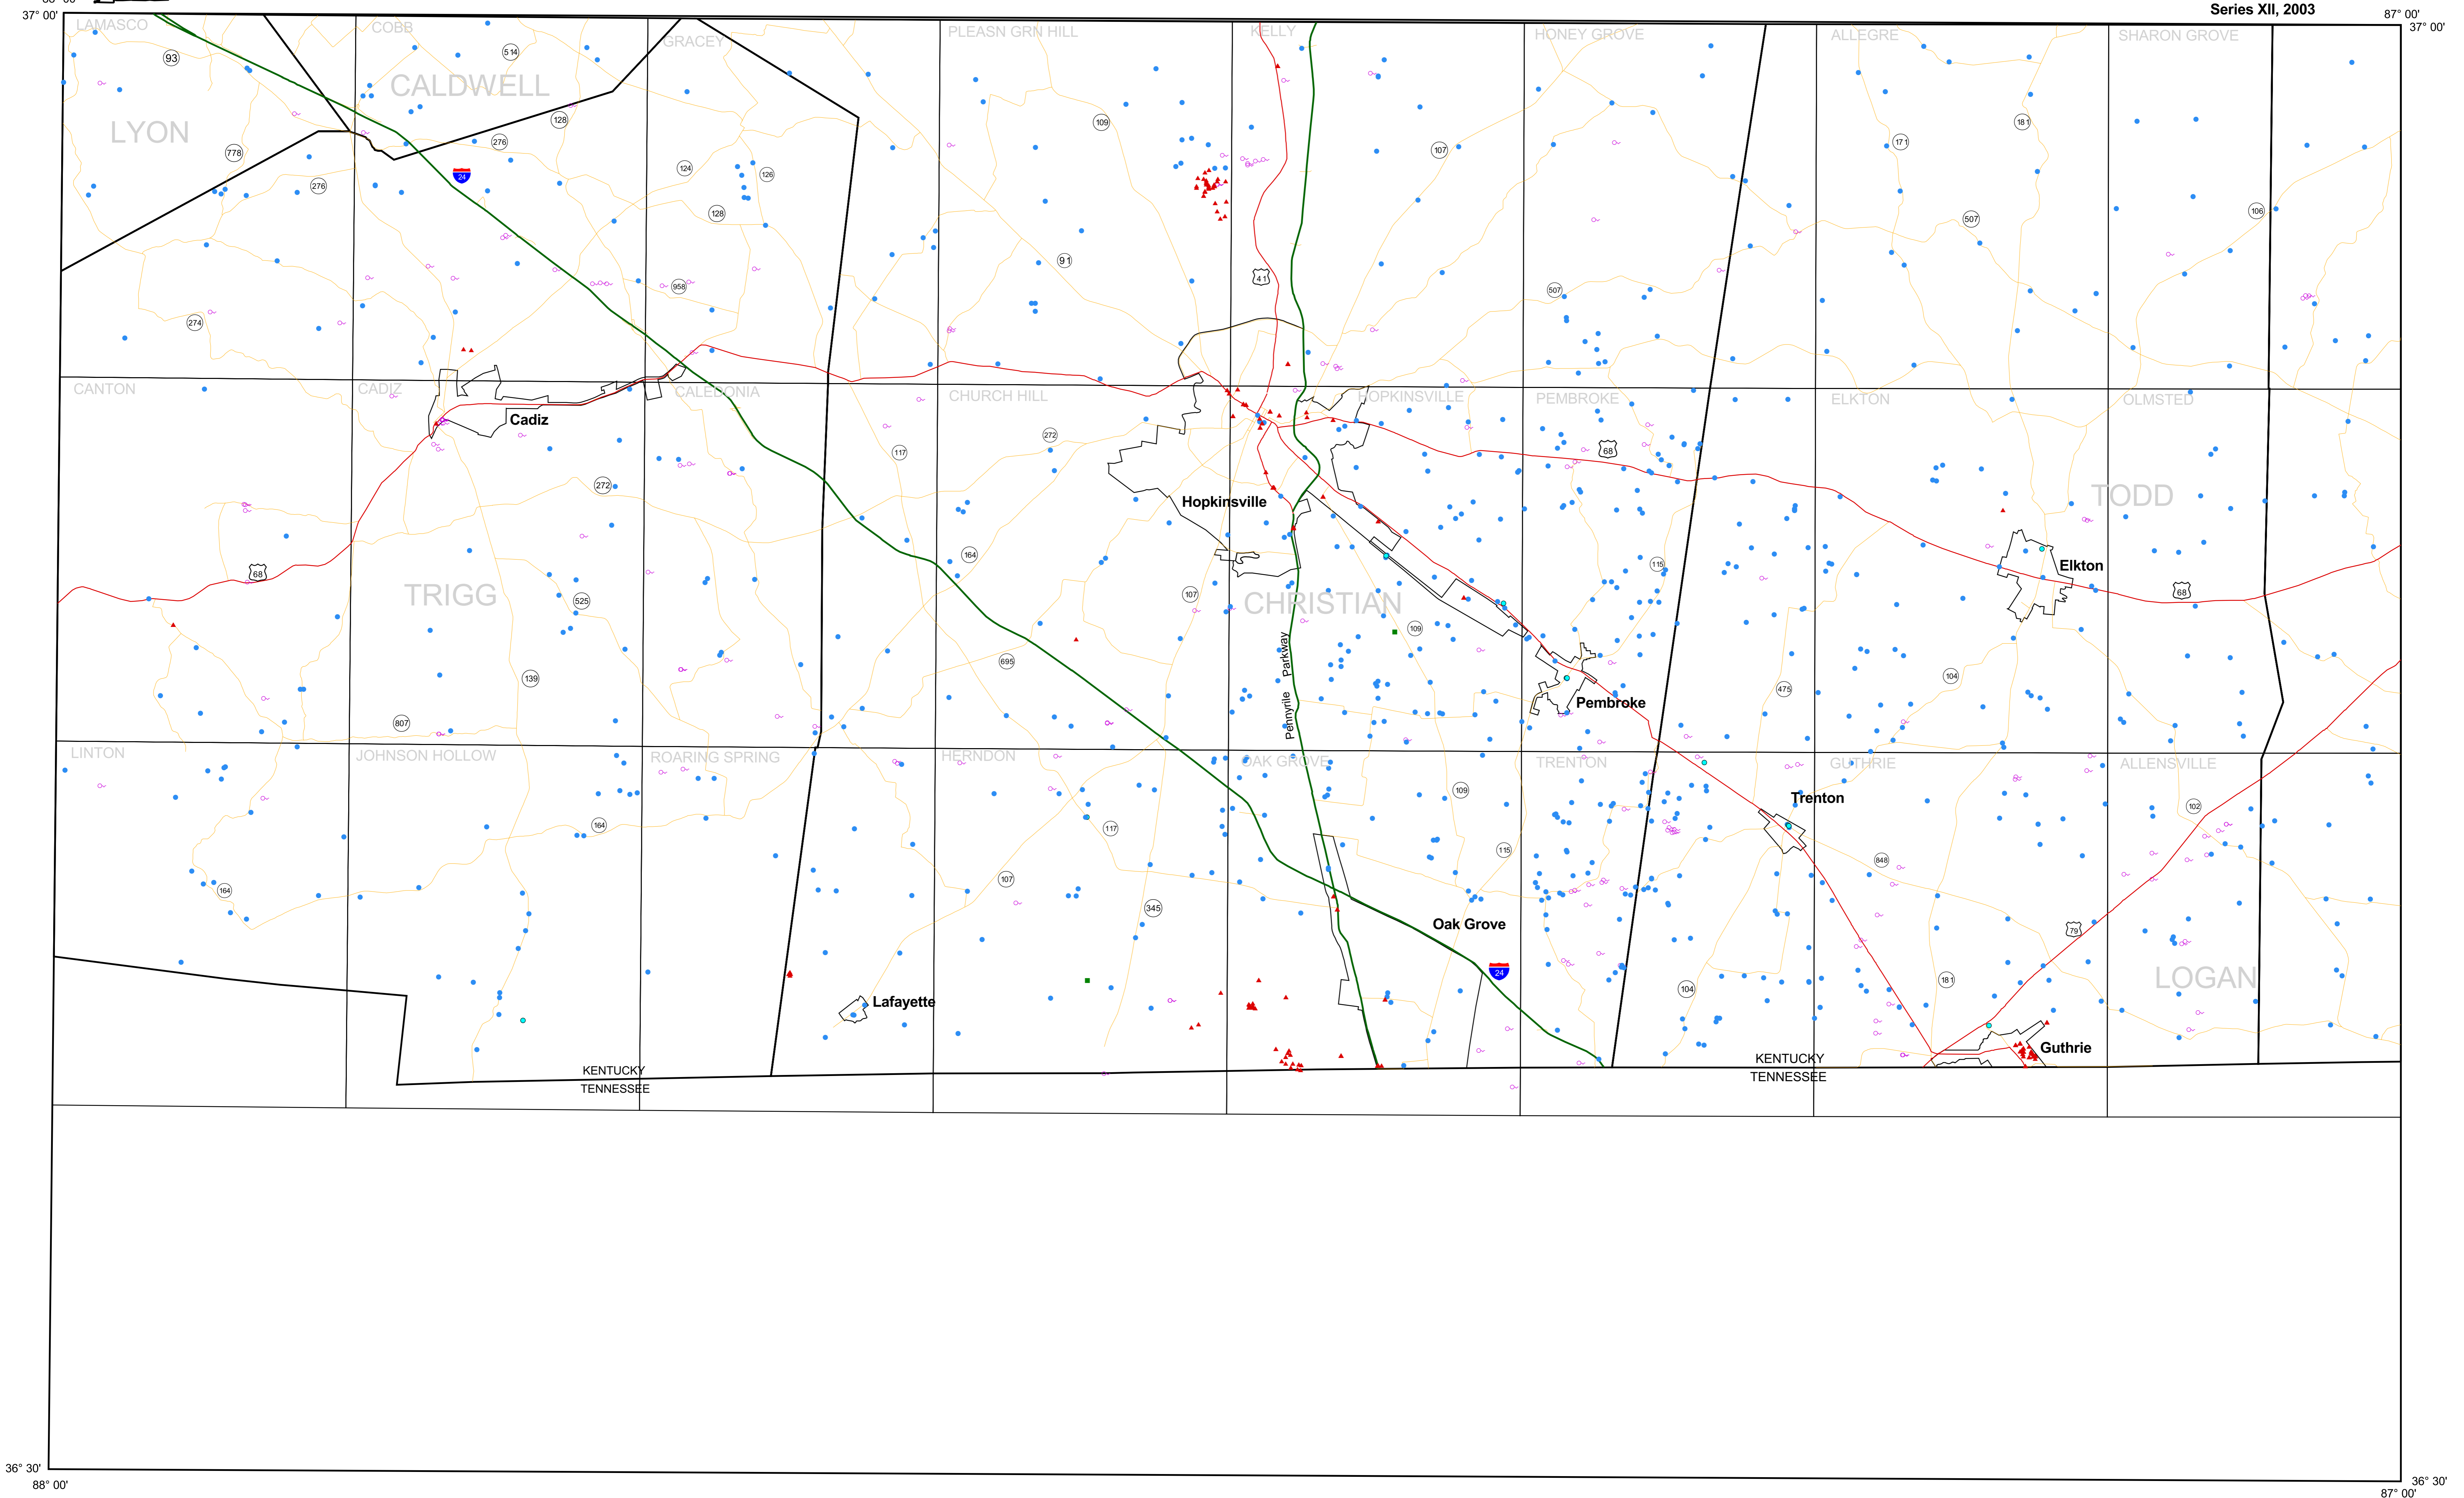 Series XII, 2003
37° 00'
87° 00'
37° 00'
LAMASCO
COBB
GRACEY
PLEASN GRN HILL
KELLY
HONEY GROVE
ALLEGRE
SHARON GROVE
93
514
CALDWELL
LYON
128
109
181
778
276
107
171
24
124
126
276
128
507
106
91
958
41
507
274
CANTON
CADIZ
CALEDONIA
CHURCH HILL
HOPKINSVILLE
PEMBROKE
ELKTON
OLMSTED
Cadiz
272
117
68
272
Hopkinsville
TODD
164
68
115
Elkton
TRIGG
525
107
CHRISTIAN
68
109
Pennyrile Parkway
695
139
104
475
Pembroke
807
LINTON
JOHNSON HOLLOW
ROARING SPRING
HERNDON
OAK GROVE
TRENTON
GUTHRIE
ALLENSVILLE
109
Trenton
102
164
117
115
848
107
164
345
Oak Grove
79
24
LOGAN
181
104
Lafayette
Guthrie
KENTUCKY
TENNESSEE
KENTUCKY
TENNESSEE
36° 30'
88° 00'
36° 30'
87° 00'